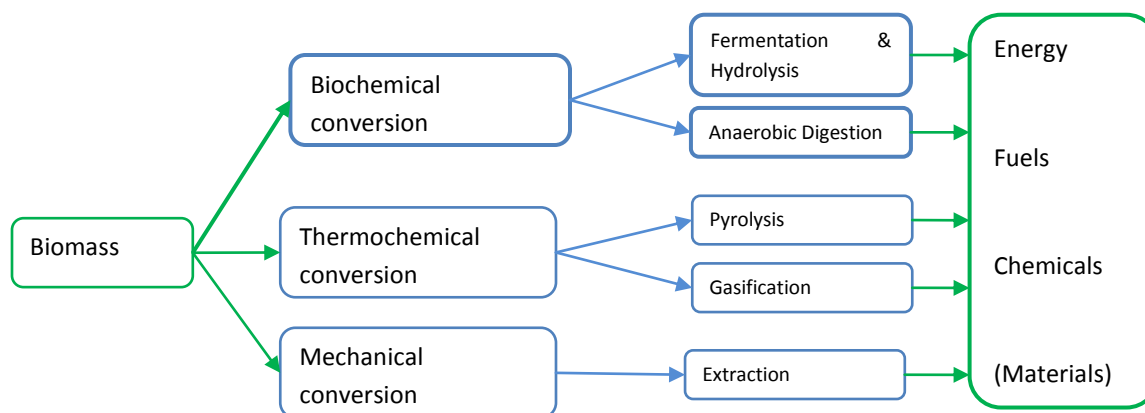 Biomass
Biochemical
conversion
Thermochemical
conversion
Mechanical
conversion
Fermentation &
Hydrolysis
Anaerobic Digestion
Pyrolysis
Gasification
Extraction
Energy
Fuels
Chemicals
(Materials)